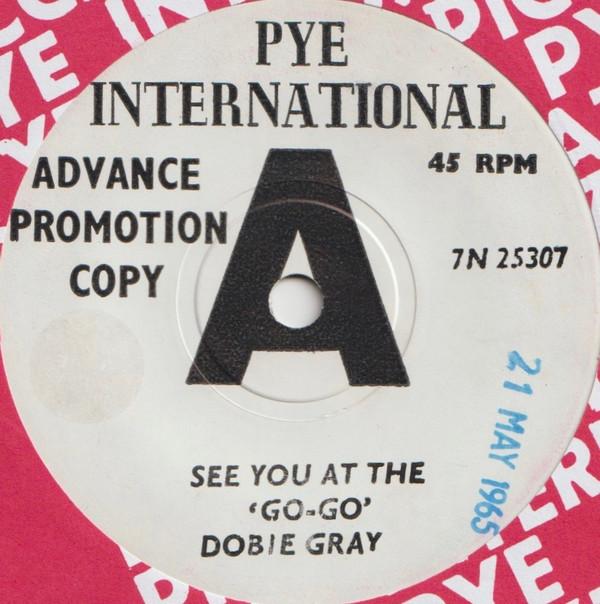 PYE
INTERNATIONAL
ADVANCE
PROMOTION
COPY
A
45 RPM
7N 25307
21 MAY 1965
SEE YOU AT THE
‘GO-GO’
DOBIE GRAY
PYE